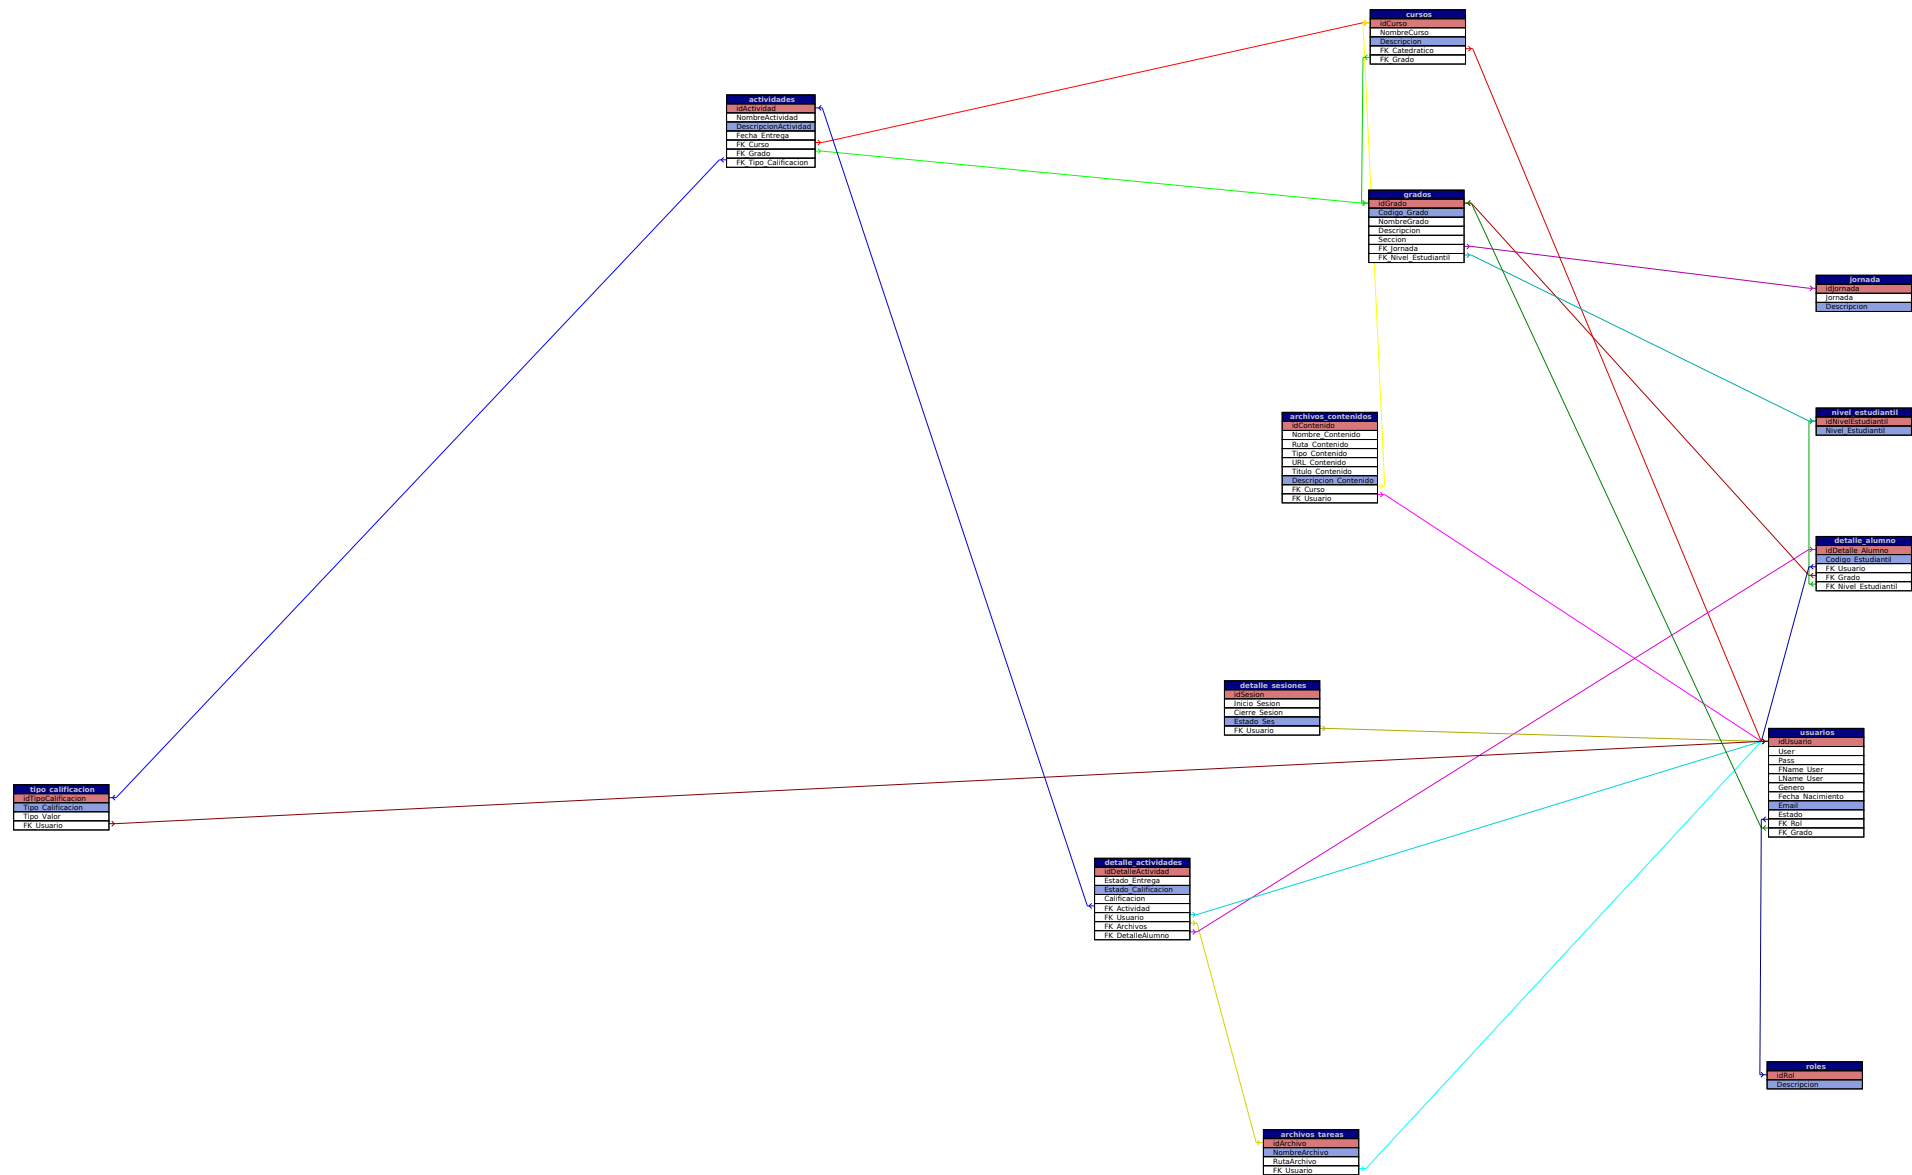 cursos
idCurso
NombreCurso
Descripcion
FK_Catedratico
FK_Grado
actividades
idActividad
NombreActividad
DescripcionActividad
Fecha_Entrega
FK_Curso
FK_Grado
FK_Tipo_Calificacion
grados
idGrado
Codigo_Grado
NombreGrado
Descripcion
Seccion
FK_Jornada
FK_Nivel_Estudiantil
jornada
idJornada
Jornada
Descripcion
nivel_estudiantil
idNivelEstudiantil
Nivel_Estudiantil
archivos_contenidos
idContenido
Nombre_Contenido
Ruta_Contenido
Tipo_Contenido
URL_Contenido
Titulo_Contenido
Descripcion_Contenido
FK_Curso
FK_Usuario
detalle_alumno
idDetalle_Alumno
Codigo_Estudiantil
FK_Usuario
FK_Grado
FK_Nivel_Estudiantil
detalle_sesiones
idSesion
Inicio_Sesion
Cierre_Sesion
Estado_Ses
FK_Usuario
usuarios
idUsuario
User
Pass
FName_User
LName_User
Genero
Fecha_Nacimiento
Email
Estado
FK_Rol
FK_Grado
tipo_calificacion
idTipoCalificacion
Tipo_Calificacion
Tipo_Valor
FK_Usuario
detalle_actividades
idDetalleActividad
Estado_Entrega
Estado_Calificacion
Calificacion
FK_Actividad
FK_Usuario
FK_Archivos
FK_DetalleAlumno
roles
idRol
Descripcion
archivos_tareas
idArchivo
NombreArchivo
RutaArchivo
FK_Usuario